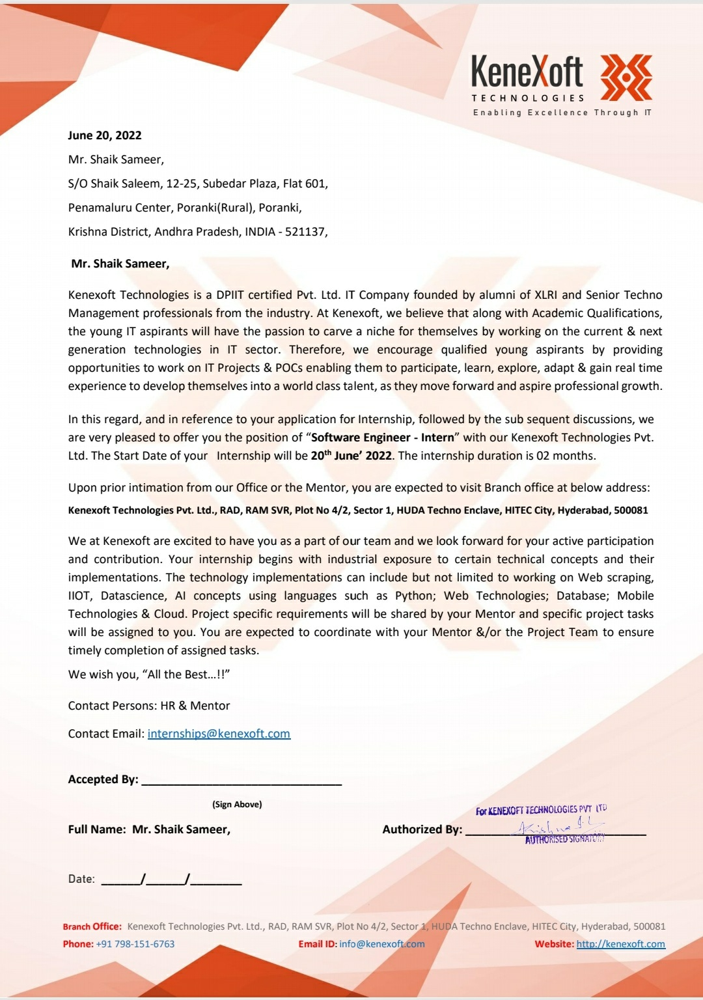 KeneXoft
TECHNOLOGIES
Enabling Excellence Through IT
June 20, 2022
Mr. Shaik Sameer,
S/O Shaik Saleem, 12-25, Subedar Plaza, Flat 601,
Penamaluru Center, Poranki(Rural), Poranki,
Krishna District, Andhra Pradesh, INDIA - 521137,
Mr. Shaik Sameer,
Kenexoft Technologies is a DPIIT certified Pvt. Ltd. IT Company founded by alumni of XLRI and Senior Techno
Management professionals from the industry. At Kenexoft, we believe that along with Academic Qualifications,
the young IT aspirants will have the passion to carve a niche for themselves by working on the current & next
generation technologies in IT sector. Therefore, we encourage qualified young aspirants by providing
opportunities to work on IT Projects & POCs enabling them to participate, learn, explore, adapt & gain real time
experience to develop themselves into a world class talent, as they move forward and aspire professional growth.
In this regard, and in reference to your application for Internship, followed by the sub sequent discussions, we
are very pleased to offer you the position of “Software Engineer - Intern” with our Kenexoft Technologies Pvt.
Ltd. The Start Date of your Internship will be 20th June’ 2022. The internship duration is 02 months.
Upon prior intimation from our Office or the Mentor, you are expected to visit Branch office at below address:
Kenexoft Technologies Pvt. Ltd., RAD, RAM SVR, Plot No 4/2, Sector 1, HUDA Techno Enclave, HITEC City, Hyderabad, 500081
We at Kenexoft are excited to have you as a part of our team and we look forward for your active participation
and contribution. Your internship begins with industrial exposure to certain technical concepts and their
implementations. The technology implementations can include but not limited to working on Web scraping,
IIOT, Datascience, AI concepts using languages such as Python; Web Technologies; Database; Mobile
Technologies & Cloud. Project specific requirements will be shared by your Mentor and specific project tasks
will be assigned to you. You are expected to coordinate with your Mentor &/or the Project Team to ensure
timely completion of assigned tasks.
We wish you, “All the Best…!!”
Contact Persons: HR & Mentor
Contact Email: internships@kenexoft.com
Accepted By: ____________________________
(Sign Above)
For KENEXOFT TECHNOLOGIES PVT LTD
Full Name: Mr. Shaik Sameer,
Authorized By: ____________________________
AUTHORISED SIGNATORY
Date: ______/______/________
Branch Office: Kenexoft Technologies Pvt. Ltd., RAD, RAM SVR, Plot No 4/2, Sector 1, HUDA Techno Enclave, HITEC City, Hyderabad, 500081
Phone: +91 798-151-6763 Email ID: info@kenexoft.com Website: http://kenexoft.com